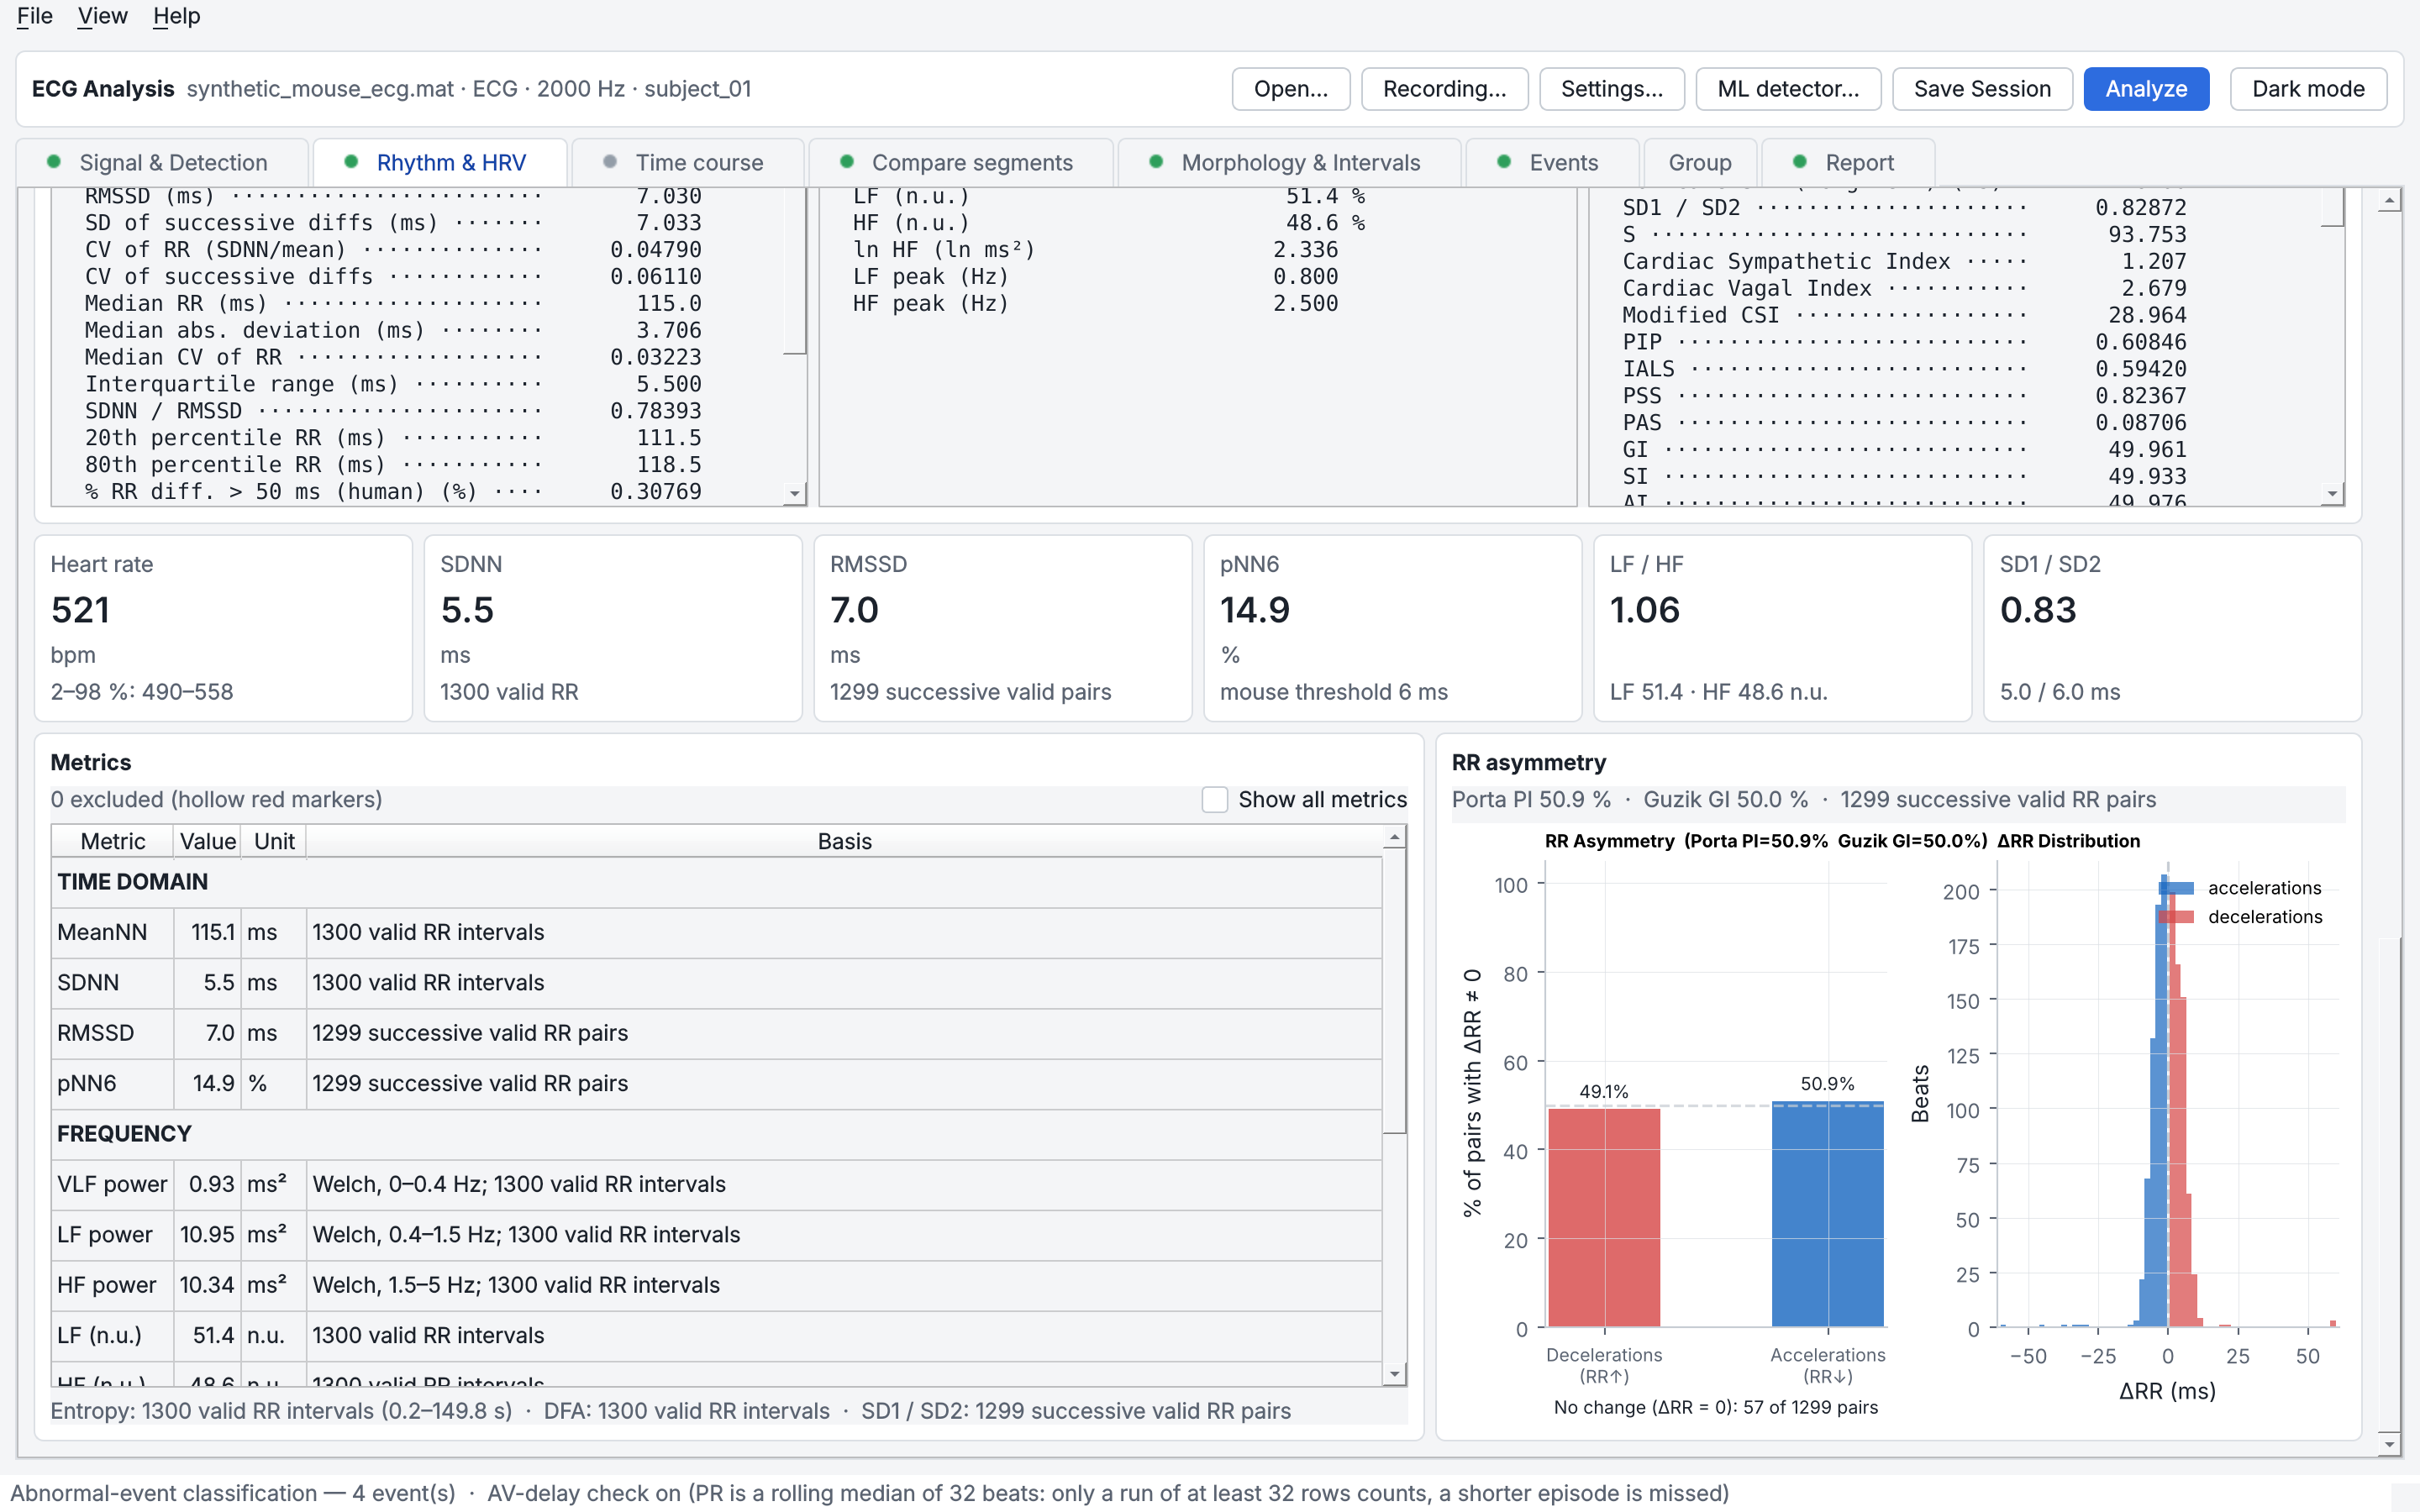 File View Help
ECG Analysis synthetic_mouse_ecg.mat · ECG · 2000 Hz · subject_01
Open... Recording... Settings... ML detector... Save Session Analyze Dark mode
Signal & Detection Rhythm & HRV Time course Compare segments Morphology & Intervals Events Group Report
RMSSD (ms) ························ 7.030
SD of successive diffs (ms) ······· 7.033
CV of RR (SDNN/mean) ·············· 0.04790
CV of successive diffs ············ 0.06110
Median RR (ms) ···················· 115.0
Median abs. deviation (ms) ········ 3.706
Median CV of RR ··················· 0.03223
Interquartile range (ms) ·········· 5.500
SDNN / RMSSD ······················ 0.78393
20th percentile RR (ms) ··········· 111.5
80th percentile RR (ms) ··········· 118.5
% RR diff. > 50 ms (human) (%) ···· 0.30769
LF (n.u.) 51.4 %
HF (n.u.) 48.6 %
ln HF (ln ms²) 2.336
LF peak (Hz) 0.800
HF peak (Hz) 2.500
SD1 / SD2 ····················· 0.82872
S ····························· 93.753
Cardiac Sympathetic Index ····· 1.207
Cardiac Vagal Index ··········· 2.679
Modified CSI ·················· 28.964
PIP ··························· 0.60846
IALS ·························· 0.59420
PSS ··························· 0.82367
PAS ··························· 0.08706
GI ···························· 49.961
SI ···························· 49.933
AI ···························· 49.976
Heart rate
521
bpm
2–98 %: 490–558
SDNN
5.5
ms
1300 valid RR
RMSSD
7.0
ms
1299 successive valid pairs
pNN6
14.9
%
mouse threshold 6 ms
LF / HF
1.06
LF 51.4 · HF 48.6 n.u.
SD1 / SD2
0.83
5.0 / 6.0 ms
Metrics
0 excluded (hollow red markers) Show all metrics
Metric Value Unit Basis
TIME DOMAIN
MeanNN 115.1 ms 1300 valid RR intervals
SDNN 5.5 ms 1300 valid RR intervals
RMSSD 7.0 ms 1299 successive valid RR pairs
pNN6 14.9 % 1299 successive valid RR pairs
FREQUENCY
VLF power 0.93 ms² Welch, 0–0.4 Hz; 1300 valid RR intervals
LF power 10.95 ms² Welch, 0.4–1.5 Hz; 1300 valid RR intervals
HF power 10.34 ms² Welch, 1.5–5 Hz; 1300 valid RR intervals
LF (n.u.) 51.4 n.u. 1300 valid RR intervals
HF (n.u.) 48.6 n.u. 1300 valid RR intervals
Entropy: 1300 valid RR intervals (0.2–149.8 s) · DFA: 1300 valid RR intervals · SD1 / SD2: 1299 successive valid RR pairs
RR asymmetry
Porta PI 50.9 % · Guzik GI 50.0 % · 1299 successive valid RR pairs
RR Asymmetry (Porta PI=50.9% Guzik GI=50.0%)
% of pairs with ΔRR ≠ 0
100
80
60
40
20
0
49.1%
50.9%
Decelerations
(RR↑)
Accelerations
(RR↓)
No change (ΔRR = 0): 57 of 1299 pairs
ΔRR Distribution
accelerations
decelerations
Beats
200
175
150
125
100
75
50
25
0
−50 −25 0 25 50
ΔRR (ms)
Abnormal-event classification — 4 event(s) · AV-delay check on (PR is a rolling median of 32 beats: only a run of at least 32 rows counts, a shorter episode is missed)